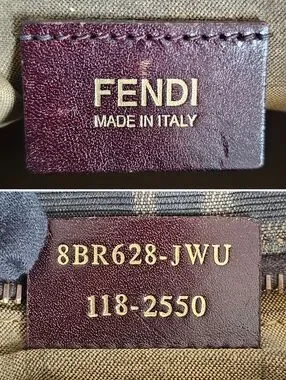 FENDI
MADE IN ITALY
8BR628-JWU
118-2550